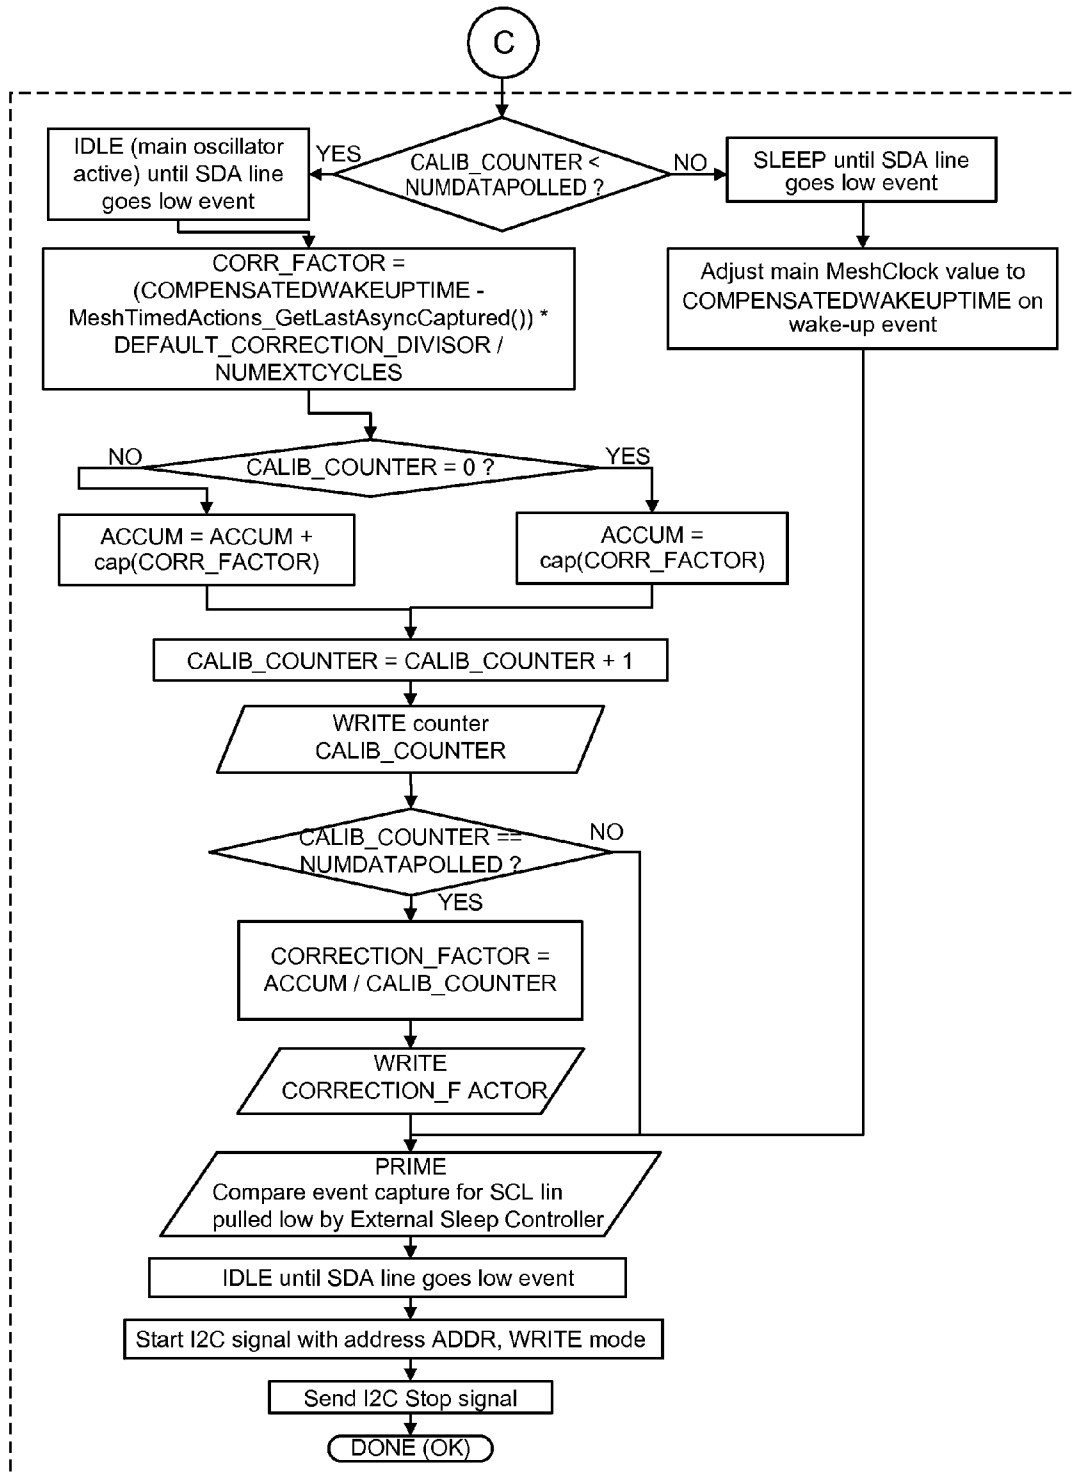 C
IDLE (main oscillator
active) until SDA line
goes low event
YES
CALIB_COUNTER <
NUMDATAPOLLED ?
NO
SLEEP until SDA line
goes low event
CORR_FACTOR =
(COMPENSATEDWAKEUPTIME -
MeshTimedActions_GetLastAsyncCaptured()) *
DEFAULT_CORRECTION_DIVISOR /
NUMEXTCYCLES
Adjust main MeshClock value to
COMPENSATEDWAKEUPTIME on
wake-up event
NO
CALIB_COUNTER = 0 ?
YES
ACCUM = ACCUM +
cap(CORR_FACTOR)
ACCUM =
cap(CORR_FACTOR)
CALIB_COUNTER = CALIB_COUNTER + 1
WRITE counter
CALIB_COUNTER
CALIB_COUNTER ==
NUMDATAPOLLED ?
NO
YES
CORRECTION_FACTOR =
ACCUM / CALIB_COUNTER
WRITE
CORRECTION_F ACTOR
PRIME
Compare event capture for SCL lin
pulled low by External Sleep Controller
IDLE until SDA line goes low event
Start I2C signal with address ADDR, WRITE mode
Send I2C Stop signal
DONE (OK)